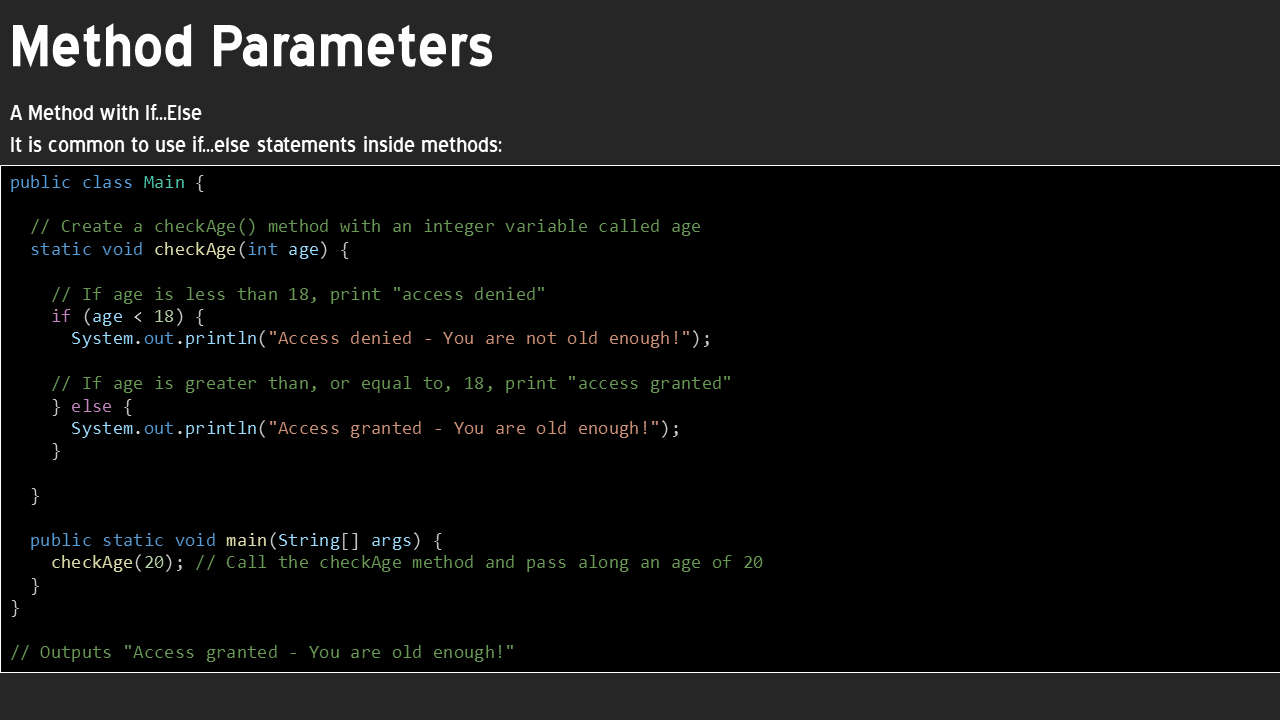 Method Parameters
A Method with If...Else
It is common to use if...else statements inside methods:
public class Main {
  // Create a checkAge() method with an integer variable called age
  static void checkAge(int age) {
    // If age is less than 18, print "access denied"
    if (age < 18) {
      System.out.println("Access denied - You are not old enough!");
    // If age is greater than, or equal to, 18, print "access granted"
    } else {
      System.out.println("Access granted - You are old enough!");
    }
  }
  public static void main(String[] args) {
    checkAge(20); // Call the checkAge method and pass along an age of 20
  }
}
// Outputs "Access granted - You are old enough!"